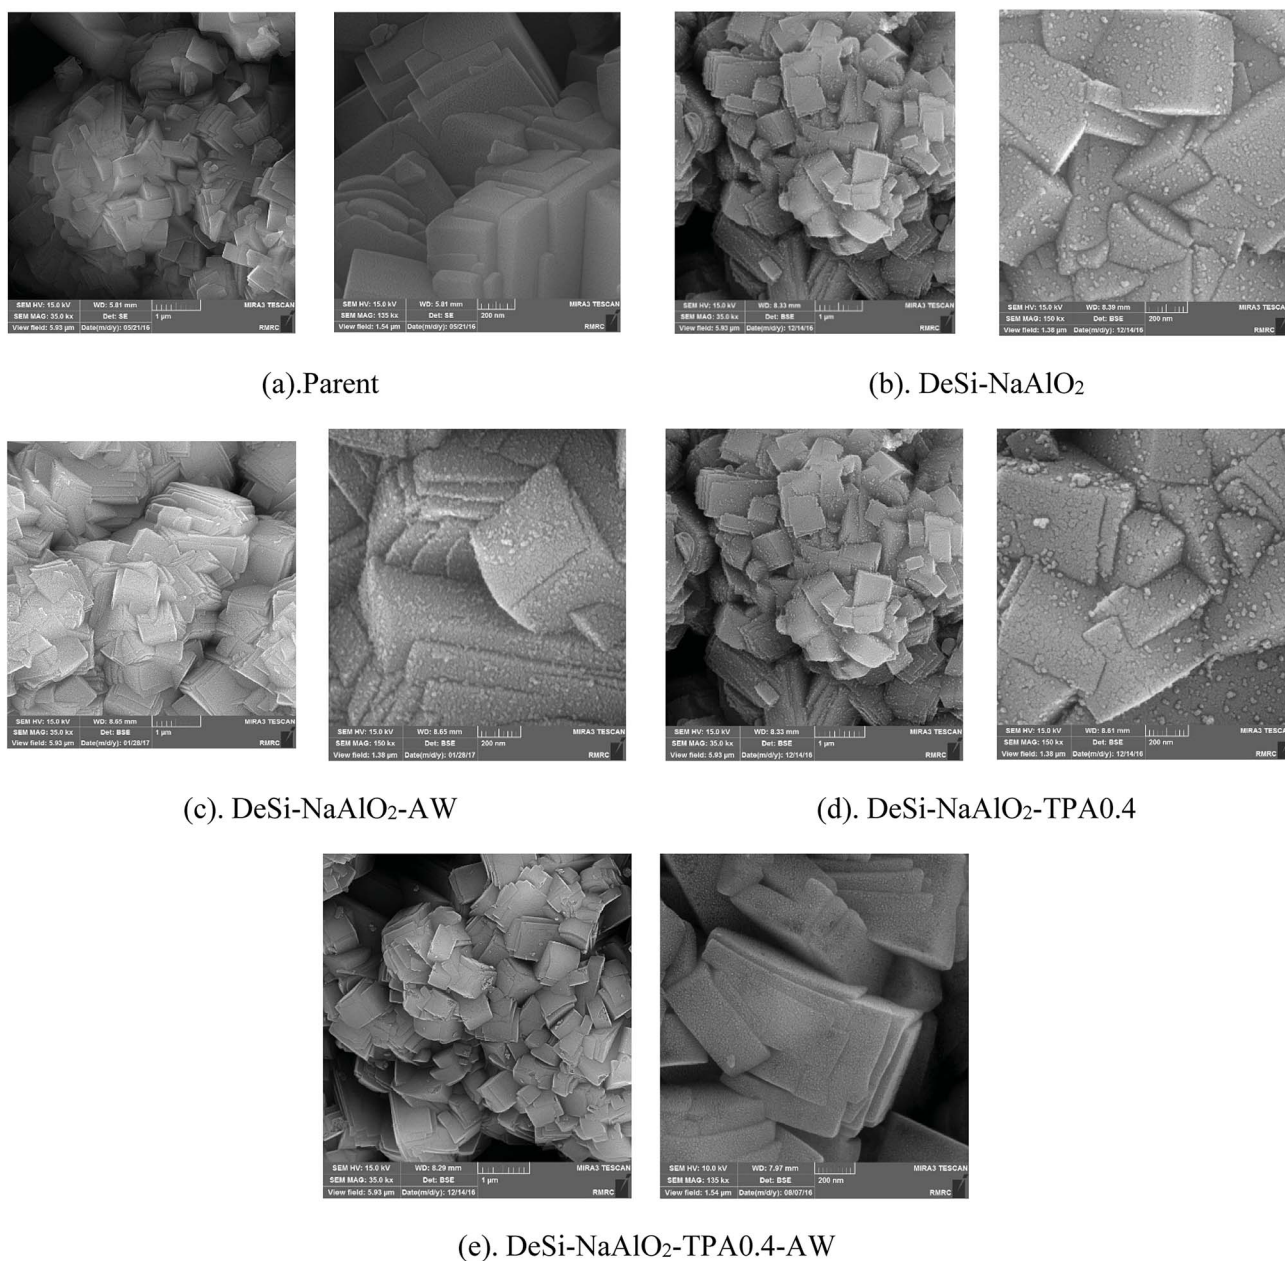 SEM HV: 15.0 kV WD: 5.81 mm MIRA3 TESCAN
SEM MAG: 35.0 kx Det: SE 1 µm
View field: 5.93 µm Date(m/d/y): 05/21/16 RMRC
SEM HV: 15.0 kV WD: 5.81 mm MIRA3 TESCAN
SEM MAG: 135 kx Det: SE 200 nm
View field: 1.54 µm Date(m/d/y): 05/21/16 RMRC
SEM HV: 15.0 kV WD: 8.33 mm MIRA3 TESCAN
SEM MAG: 35.0 kx Det: BSE 1 µm
View field: 5.93 µm Date(m/d/y): 12/14/16 RMRC
SEM HV: 15.0 kV WD: 8.39 mm MIRA3 TESCAN
SEM MAG: 150 kx Det: BSE 200 nm
View field: 1.38 µm Date(m/d/y): 12/14/16 RMRC
(a).Parent
(b). DeSi-NaAlO₂
SEM HV: 15.0 kV WD: 8.65 mm MIRA3 TESCAN
SEM MAG: 35.0 kx Det: BSE 1 µm
View field: 5.93 µm Date(m/d/y): 01/28/17 RMRC
SEM HV: 15.0 kV WD: 8.65 mm MIRA3 TESCAN
SEM MAG: 150 kx Det: BSE 200 nm
View field: 1.38 µm Date(m/d/y): 01/28/17 RMRC
SEM HV: 15.0 kV WD: 8.33 mm MIRA3 TESCAN
SEM MAG: 35.0 kx Det: BSE 1 µm
View field: 5.93 µm Date(m/d/y): 12/14/16 RMRC
SEM HV: 15.0 kV WD: 8.61 mm MIRA3 TESCAN
SEM MAG: 150 kx Det: BSE 200 nm
View field: 1.38 µm Date(m/d/y): 12/14/16 RMRC
(c). DeSi-NaAlO₂-AW
(d). DeSi-NaAlO₂-TPA0.4
SEM HV: 15.0 kV WD: 8.29 mm MIRA3 TESCAN
SEM MAG: 35.0 kx Det: BSE 1 µm
View field: 5.93 µm Date(m/d/y): 12/14/16 RMRC
SEM HV: 10.0 kV WD: 7.97 mm MIRA3 TESCAN
SEM MAG: 135 kx Det: BSE 200 nm
View field: 1.54 µm Date(m/d/y): 08/07/16 RMRC
(e). DeSi-NaAlO₂-TPA0.4-AW